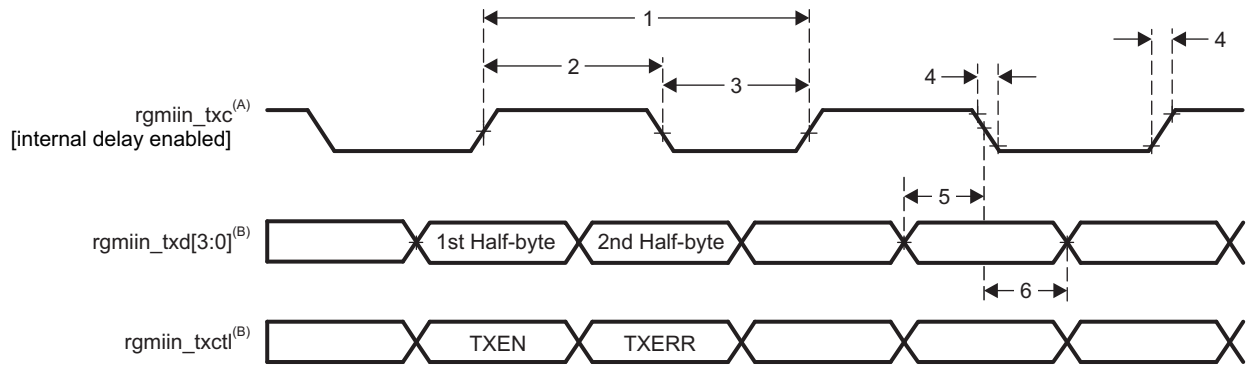 1
2
3
4
4
rgmiin_txc(A)
[internal delay enabled]
5
rgmiin_txd[3:0](B)
1st Half-byte
2nd Half-byte
6
rgmiin_txctl(B)
TXEN
TXERR